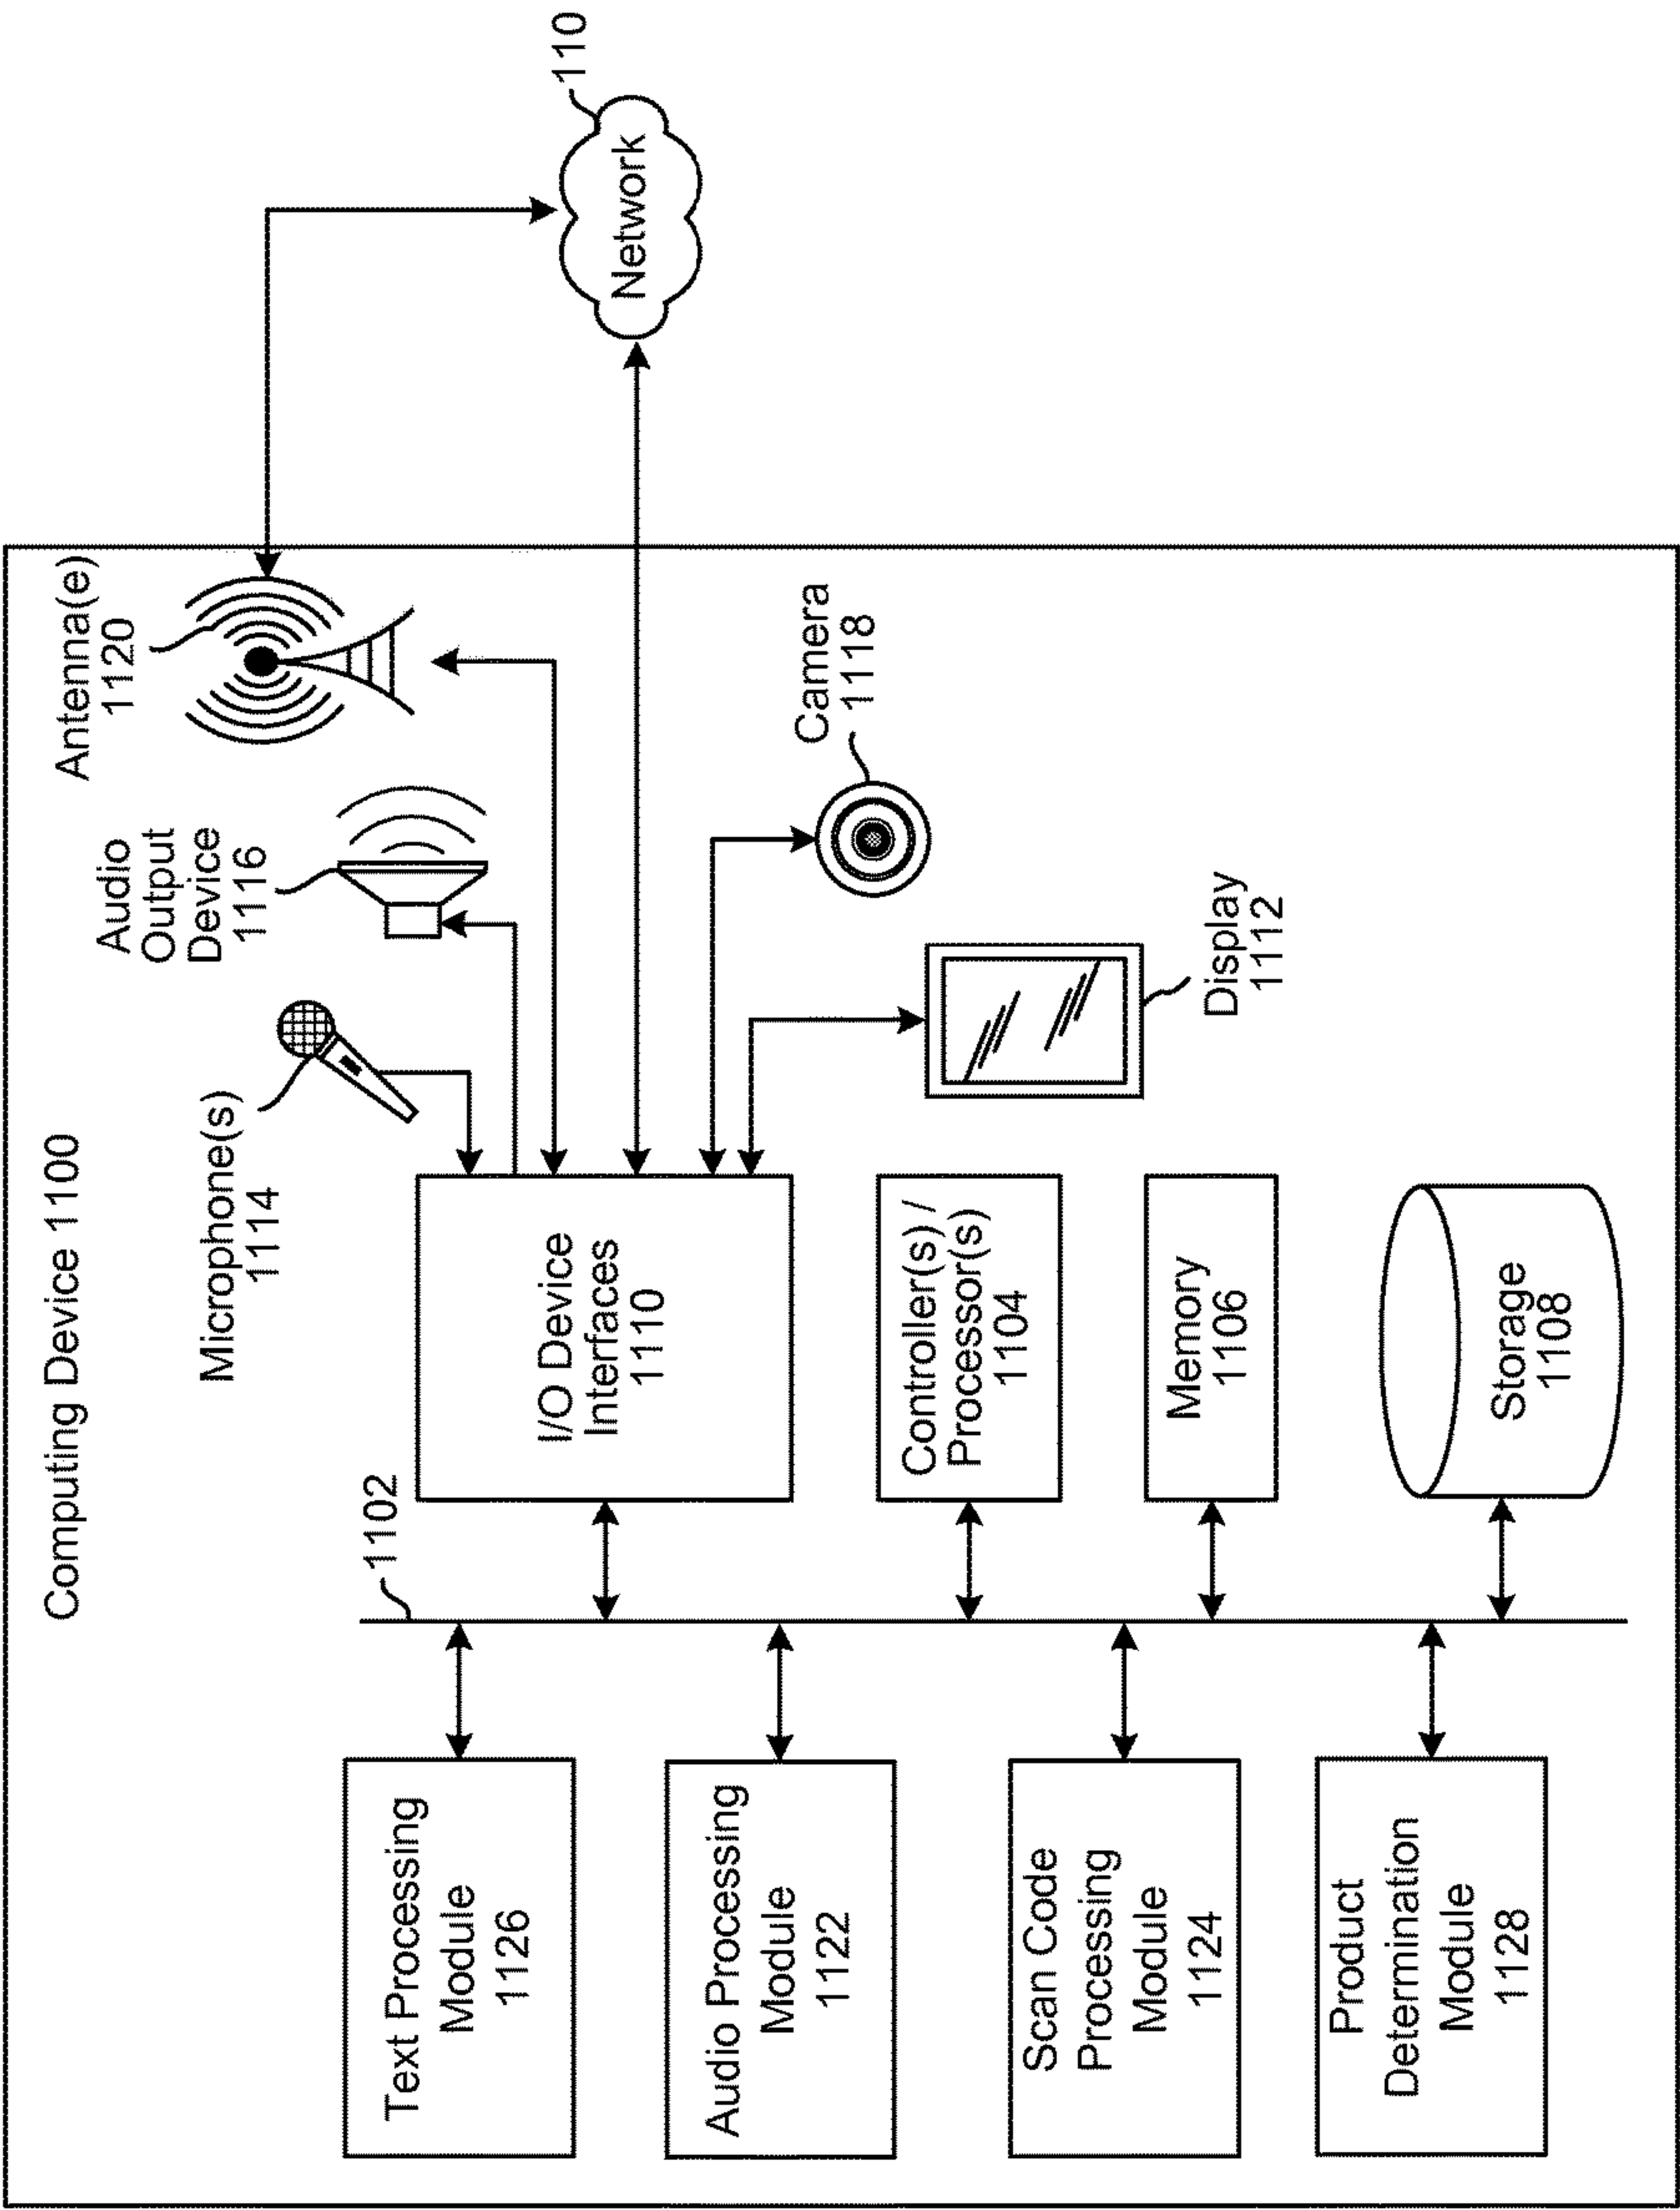 Computing Device 1100
Microphone(s)
1114
Audio
Output
Device
1116
Antenna(e)
1120
110
Network
1102
Text Processing
Module
1126
I/O Device
Interfaces
1110
Camera
1118
Audio Processing
Module
1122
Controller(s) /
Processor(s)
1104
Display
1112
Scan Code
Processing
Module
1124
Memory
1106
Product
Determination
Module
1128
Storage
1108